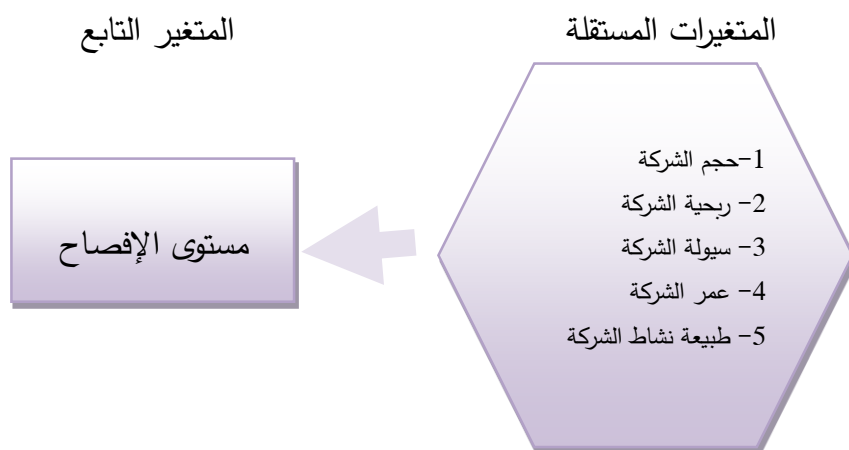 المتغيرات المستقلة
1-حجم الشركة
2- ربحية الشركة
3- سيولة الشركة
4- عمر الشركة
5- طبيعة نشاط الشركة
المتغير التابع
مستوى الإفصاح